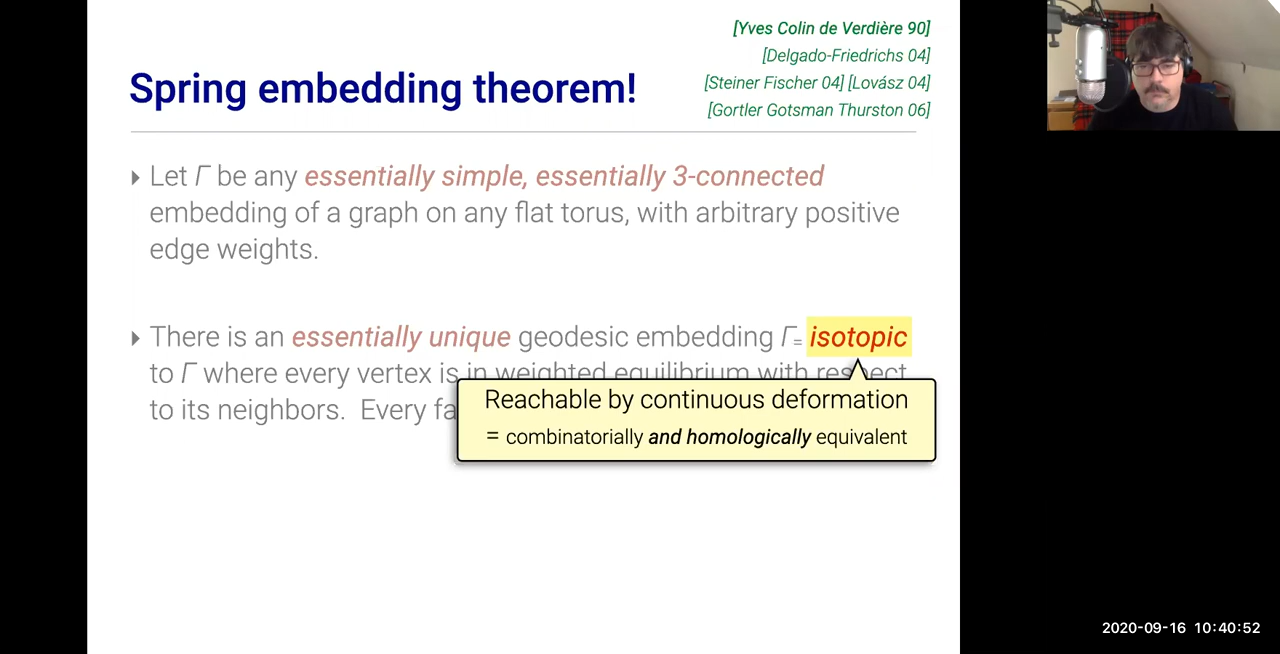 [Yves Colin de Verdière 90]
[Delgado-Friedrichs 04]
[Steiner Fischer 04] [Lovász 04]
[Gortler Gotsman Thurston 06]
Spring embedding theorem!
Let Γ be any essentially simple, essentially 3-connected
embedding of a graph on any flat torus, with arbitrary positive
edge weights.
There is an essentially unique geodesic embedding Γ= isotopic
to Γ where every vertex is in weighted equilibrium with respect
to its neighbors. Every fa
Reachable by continuous deformation
= combinatorially and homologically equivalent
2020-09-16 10:40:52